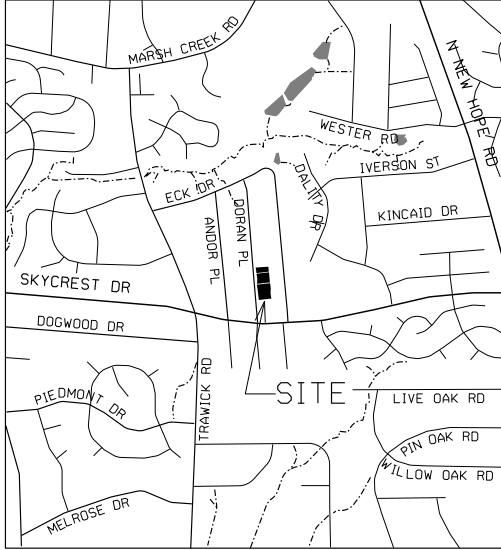 MARSH CREEK RD
N NEW HOPE RD
WESTER RD
IVERSON ST
ECK DR
DALITY DR
KINCAID DR
ANDOR PL
DORAN PL
SKYCREST DR
DOGWOOD DR
TRAWICK RD
SITE
PIEDMONT DR
LIVE OAK RD
PIN OAK RD
WILLOW OAK RD
MELROSE DR